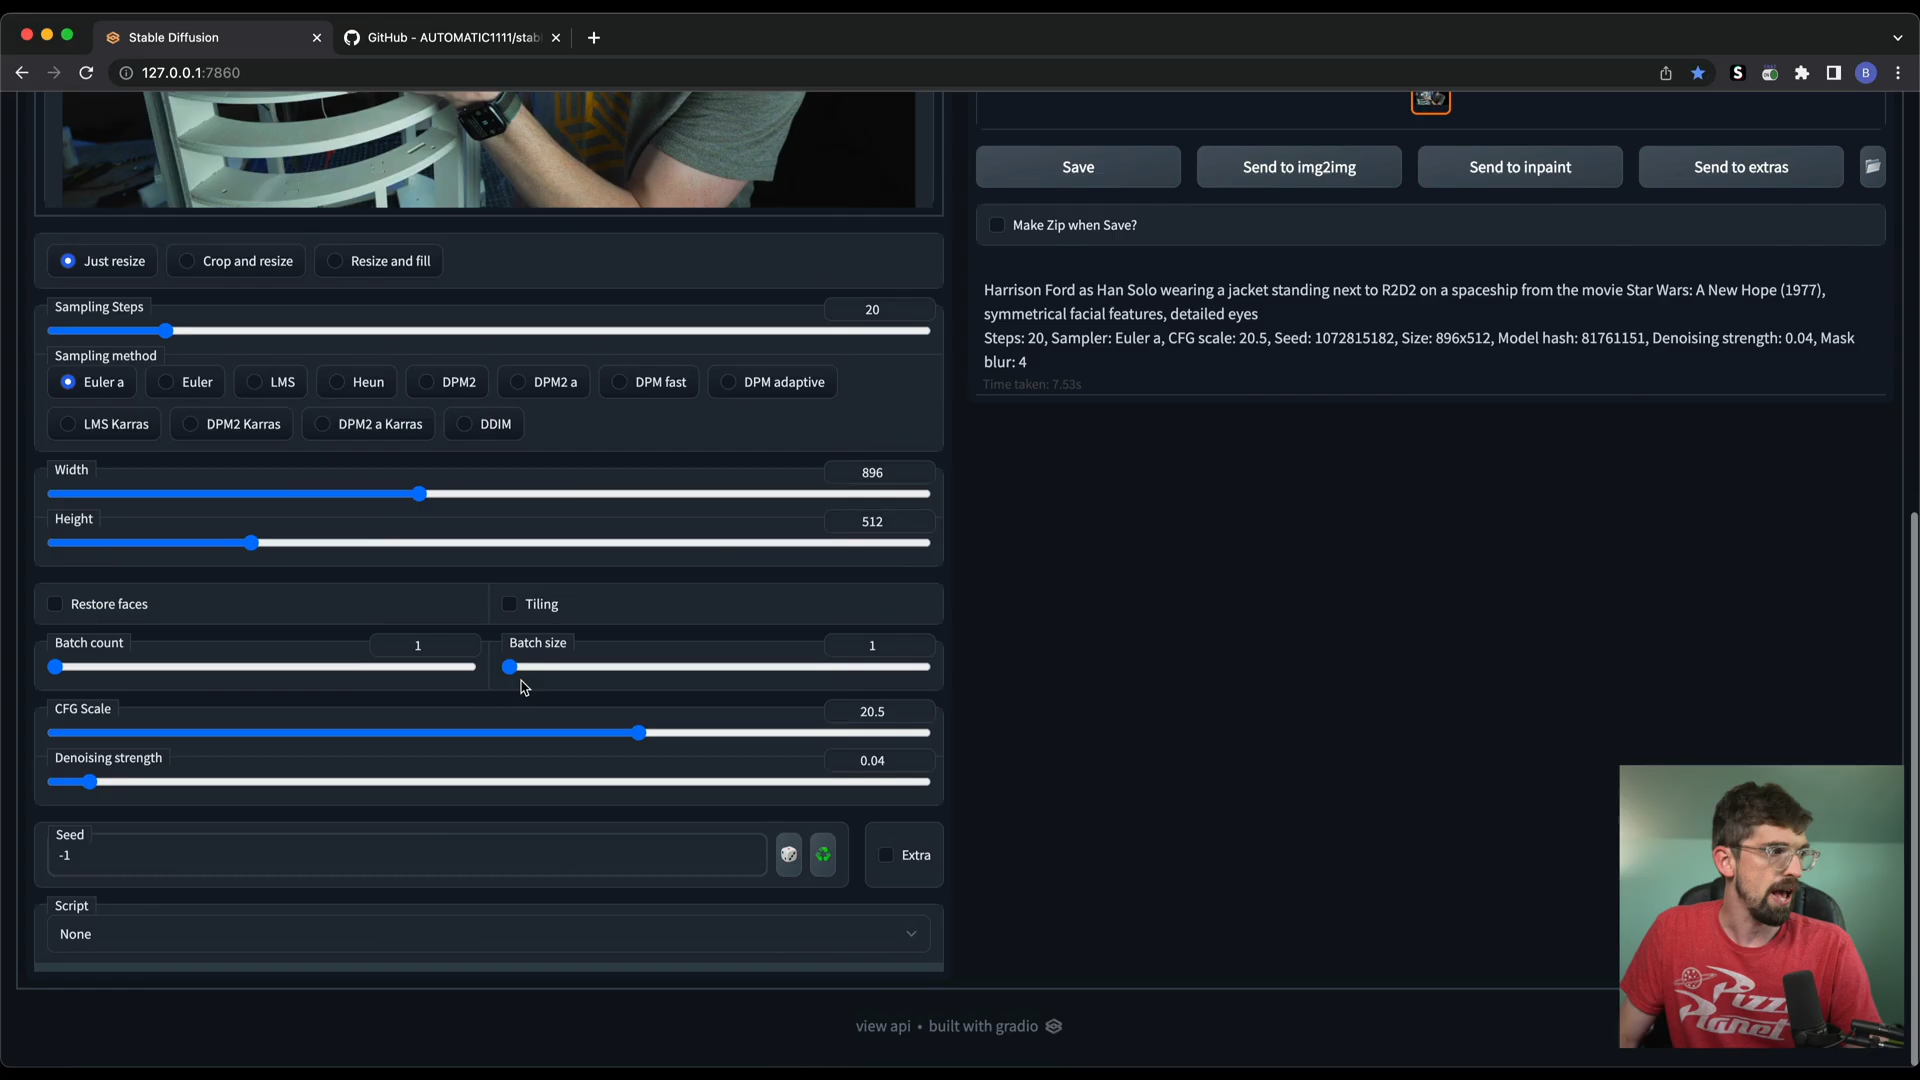 Stable Diffusion
GitHub - AUTOMATIC1111/stab
127.0.0.1:7860
S
B
Save
Send to img2img
Send to inpaint
Send to extras
Make Zip when Save?
Just resize
Crop and resize
Resize and fill
Sampling Steps
20
Harrison Ford as Han Solo wearing a jacket standing next to R2D2 on a spaceship from the movie Star Wars: A New Hope (1977),
symmetrical facial features, detailed eyes
Steps: 20, Sampler: Euler a, CFG scale: 20.5, Seed: 1072815182, Size: 896x512, Model hash: 81761151, Denoising strength: 0.04, Mask
blur: 4
Time taken: 7.53s
Sampling method
Euler a
Euler
LMS
Heun
DPM2
DPM2 a
DPM fast
DPM adaptive
LMS Karras
DPM2 Karras
DPM2 a Karras
DDIM
Width
896
Height
512
Restore faces
Tiling
Batch count
1
Batch size
1
CFG Scale
20.5
Denoising strength
0.04
Seed
-1
Extra
Script
None
view api • built with gradio
Pizza
Planet